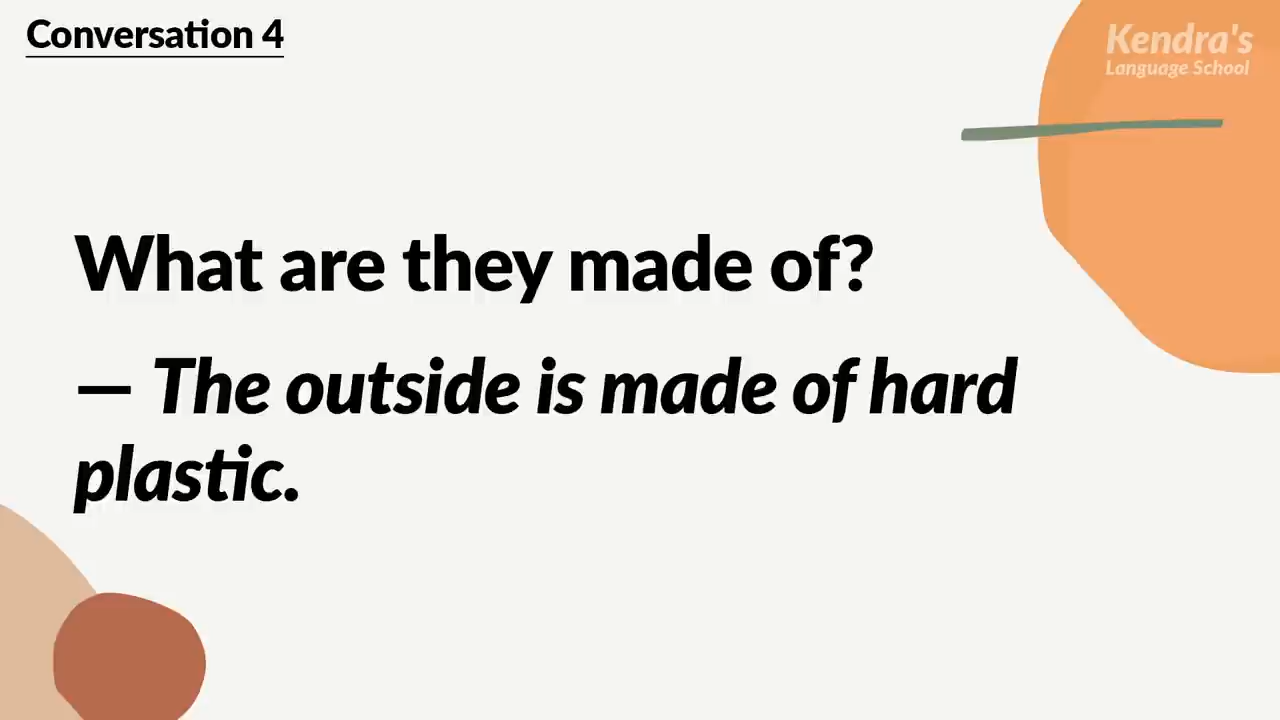 Conversation 4
Kendra's
Language School
What are they made of?
— The outside is made of hard
plastic.